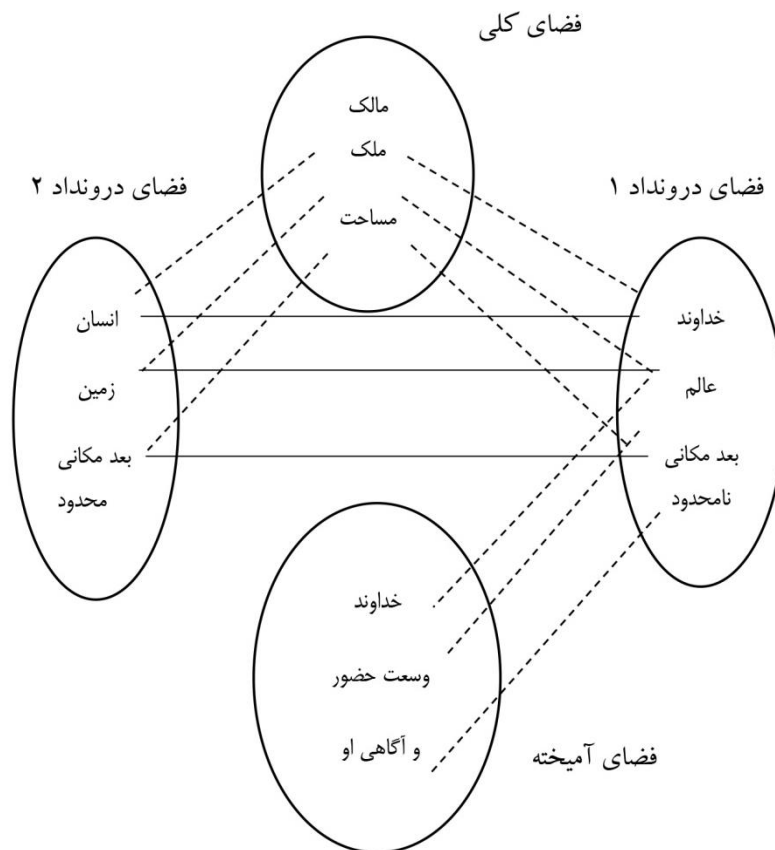 فضای کلی
مالک
ملک
مساحت
فضای درونداد ۱
خداوند
عالم
بعد مکانی
نامحدود
فضای درونداد ۲
انسان
زمین
بعد مکانی
محدود
خداوند
وسعت حضور
و آگاهی او
فضای آمیخته